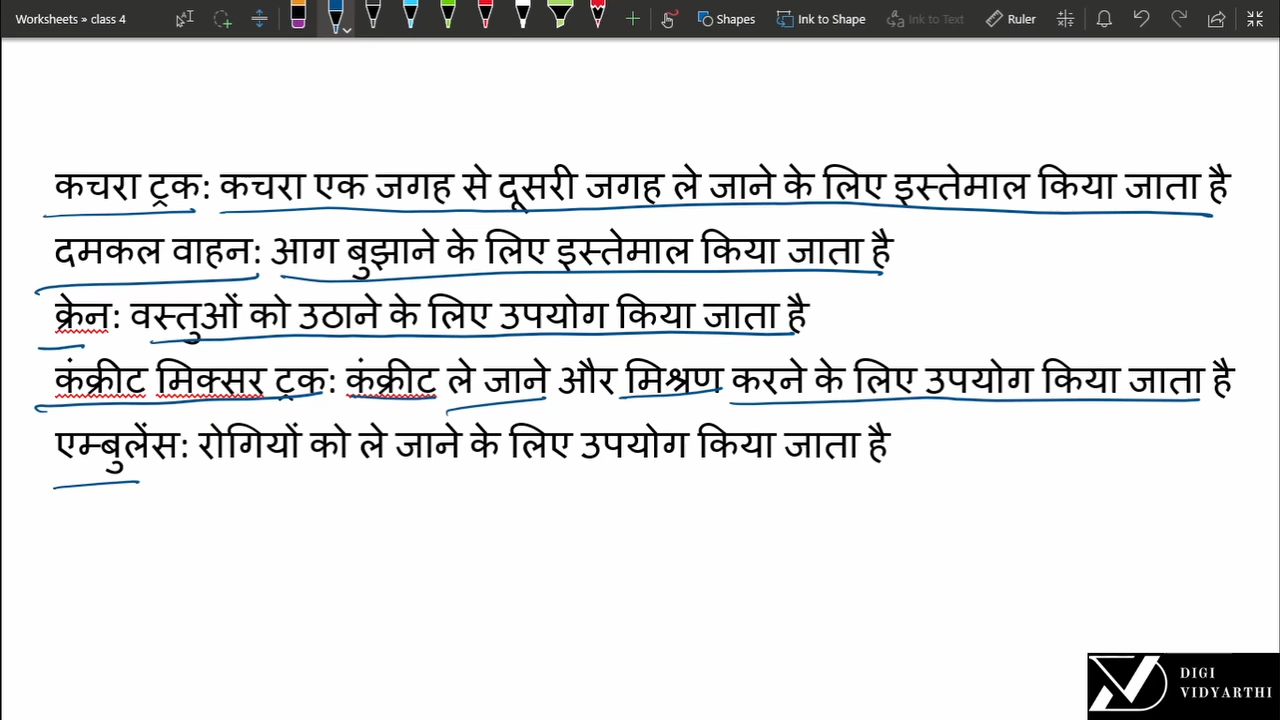 Worksheets » class 4
Shapes
Ink to Shape
Ink to Text
Ruler
कचरा ट्रक: कचरा एक जगह से दूसरी जगह ले जाने के लिए इस्तेमाल किया जाता है
दमकल वाहन: आग बुझाने के लिए इस्तेमाल किया जाता है
क्रेन: वस्तुओं को उठाने के लिए उपयोग किया जाता है
कंक्रीट मिक्सर ट्रक: कंक्रीट ले जाने और मिश्रण करने के लिए उपयोग किया जाता है
एम्बुलेंस: रोगियों को ले जाने के लिए उपयोग किया जाता है
DIGI
VIDYARTHI